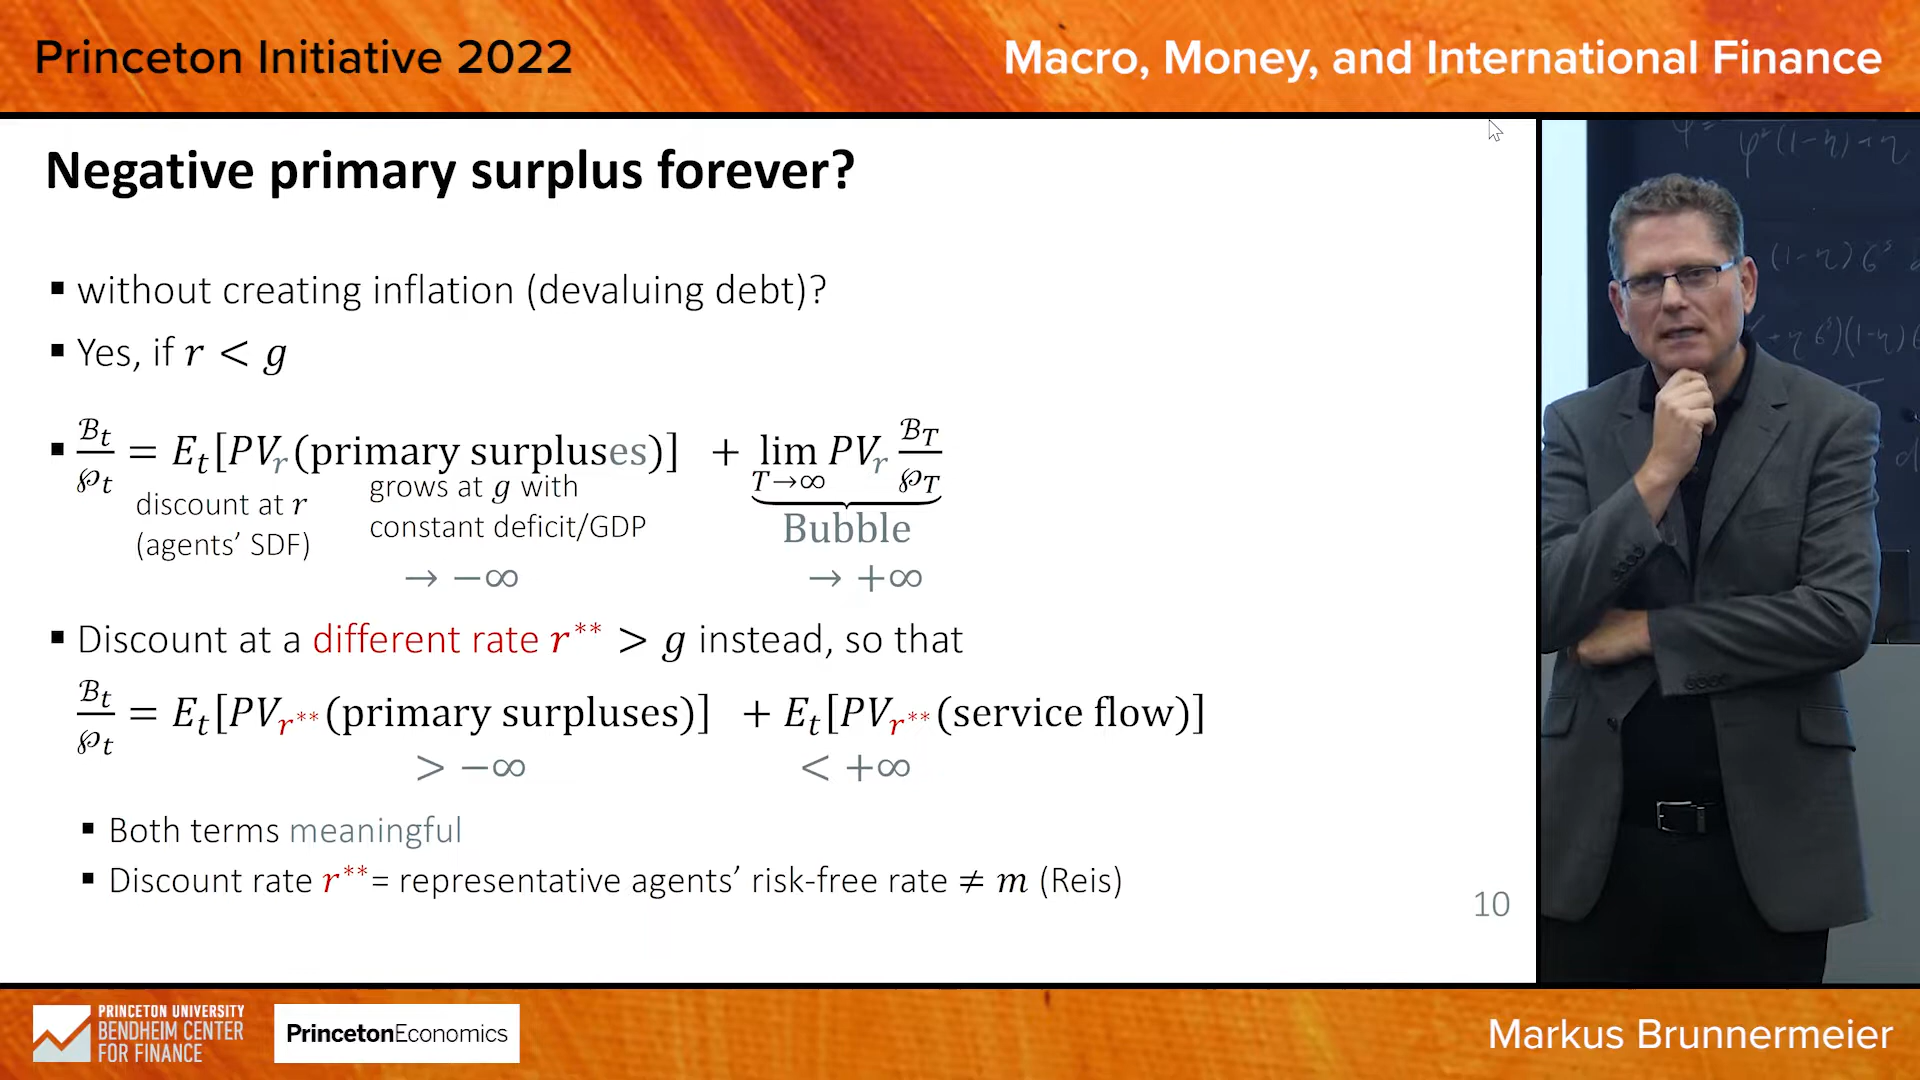 Princeton Initiative 2022
Macro, Money, and International Finance
Negative primary surplus forever?
▪ without creating inflation (devaluing debt)?
▪ Yes, if r < g
▪ ℬt/℘t = Et[PVr(primary surpluses)] + lim T→∞ PVr ℬT/℘T
discount at r
(agents’ SDF)
grows at g with
constant deficit/GDP
Bubble
→ −∞
→ +∞
▪ Discount at a different rate r** > g instead, so that
ℬt/℘t = Et[PVr**(primary surpluses)] + Et[PVr**(service flow)]
> −∞
< +∞
▪ Both terms meaningful
▪ Discount rate r**= representative agents’ risk-free rate ≠ m (Reis)
10
PRINCETON UNIVERSITY
BENDHEIM CENTER
FOR FINANCE
PrincetonEconomics
Markus Brunnermeier